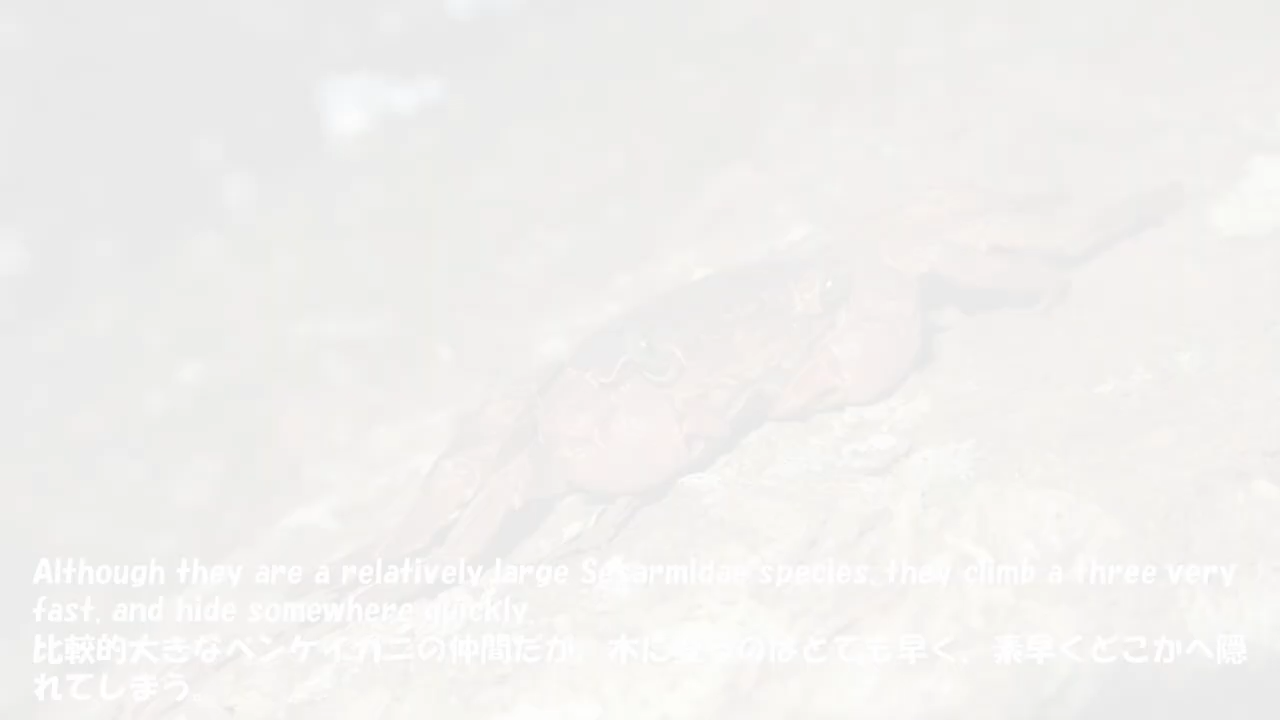 Although they are a relatively large Sesarmidae species, they climb a three very
fast, and hide somewhere quickly.
比較的大きなベンケイガニの仲間だが、木に登るのはとても早く、素早くどこかへ隠
れてしまう。